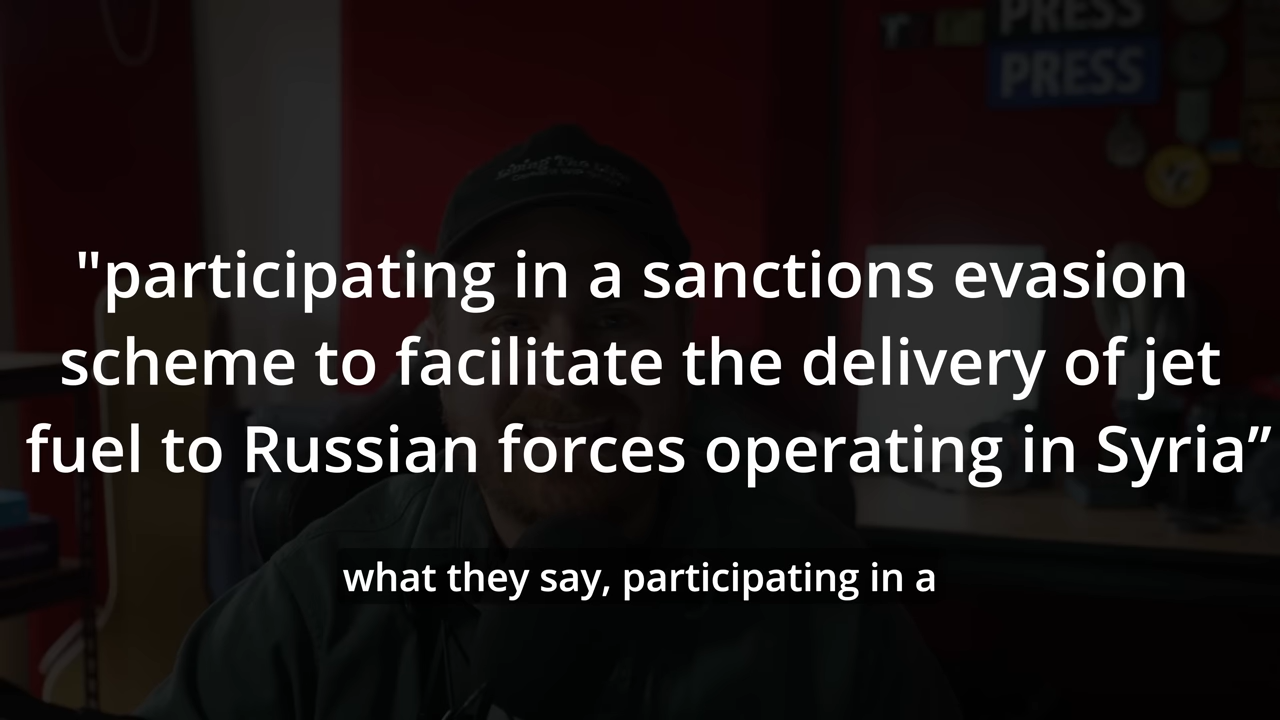 PRESS
PRESS
"participating in a sanctions evasion
scheme to facilitate the delivery of jet
fuel to Russian forces operating in Syria”
what they say, participating in a